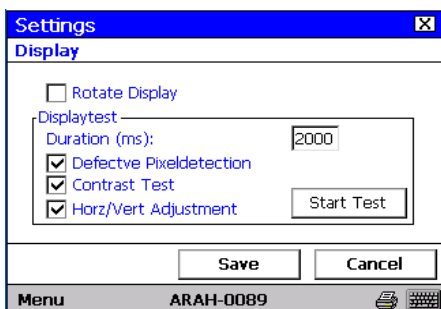 Settings
Display
Rotate Display
Displaytest
Duration (ms): 2000
Defectve Pixeldetection
Contrast Test
Horz/Vert Adjustment
Start Test
Save Cancel
Menu ARAH-0089